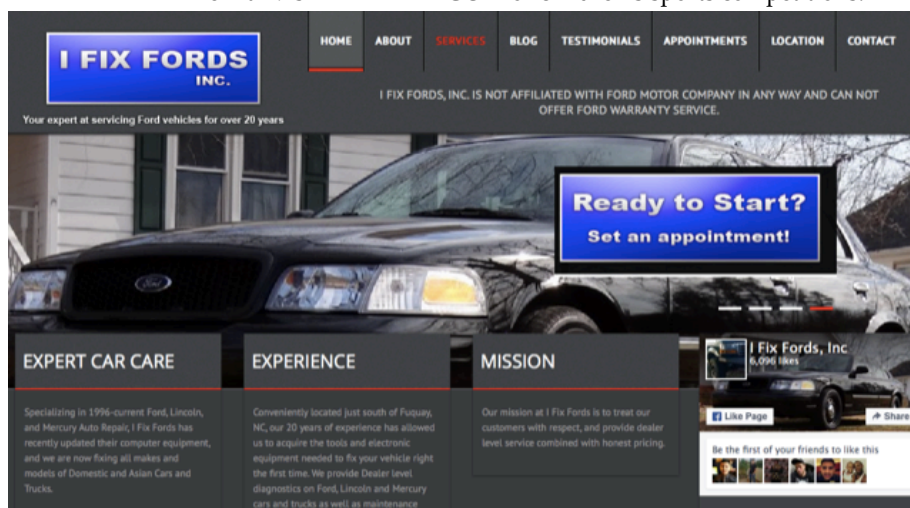 I FIX FORDS
INC.
Your expert at servicing Ford vehicles for over 20 years
HOME ABOUT SERVICES BLOG TESTIMONIALS APPOINTMENTS LOCATION CONTACT
I FIX FORDS, INC. IS NOT AFFILIATED WITH FORD MOTOR COMPANY IN ANY WAY AND CAN NOT
OFFER FORD WARRANTY SERVICE.
Ford
Ready to Start?
Set an appointment!
EXPERT CAR CARE
Specializing in 1996-current Ford, Lincoln,
and Mercury Auto Repair, I Fix Fords has
recently updated their computer equipment,
and we are now fixing all makes and
models of Domestic and Asian Cars and
Trucks.
EXPERIENCE
Conveniently located just south of Fuquay,
NC, our 20 years of experience has allowed
us to acquire the tools and electronic
equipment needed to fix your vehicle right
the first time. We provide Dealer level
diagnostics on Ford, Lincoln and Mercury
cars and trucks as well as maintenance
MISSION
Our mission at I Fix Fords is to treat our
customers with respect, and provide dealer
level service combined with honest pricing.
I Fix Fords, Inc
6,096 likes
Like Page
Share
Be the first of your friends to like this